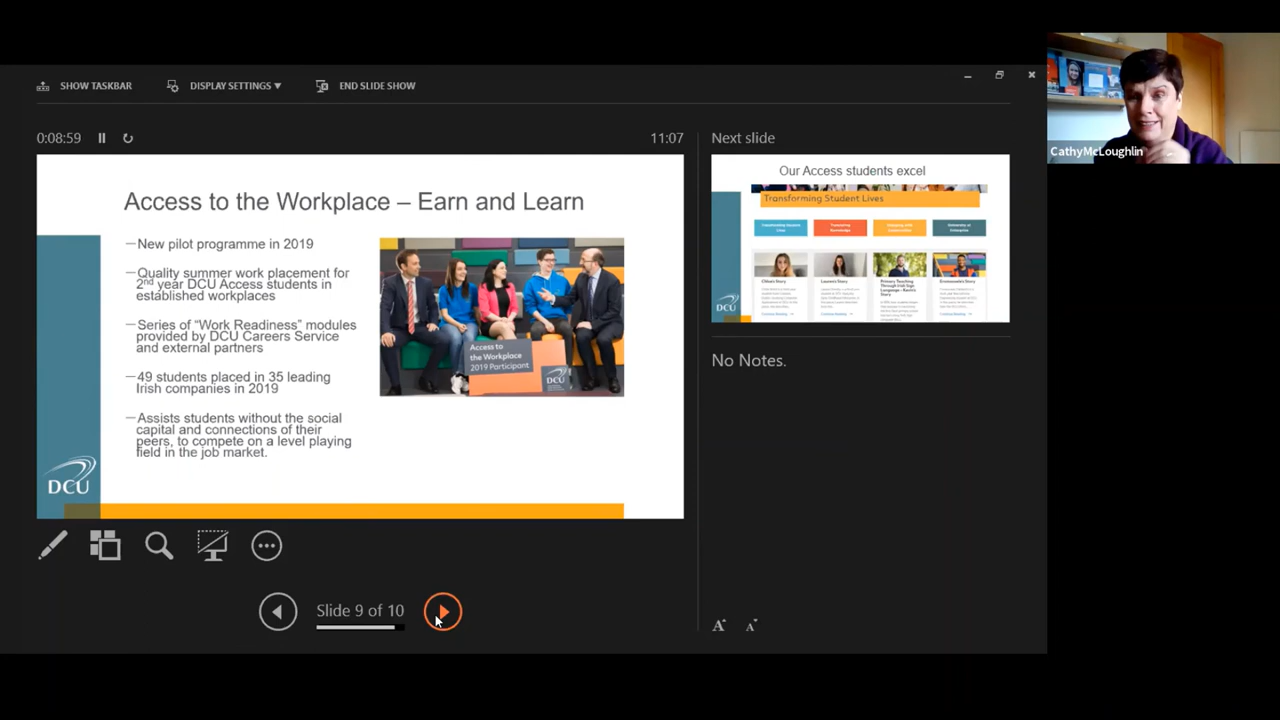 SHOW TASKBAR
DISPLAY SETTINGS
END SLIDE SHOW
CathyMcLoughlin
0:08:59
11:07
Next slide
Access to the Workplace – Earn and Learn
New pilot programme in 2019
Quality summer work placement for
2nd year DCU Access students in
established workplaces
Series of “Work Readiness” modules
provided by DCU Careers Service
and external partners
49 students placed in 35 leading
Irish companies in 2019
Assists students without the social
capital and connections of their
peers, to compete on a level playing
field in the job market.
Access to
the Workplace
2019 Participant
DCU
DCU
Our Access students excel
Transforming Student Lives
DCU
No Notes.
Slide 9 of 10
A
A